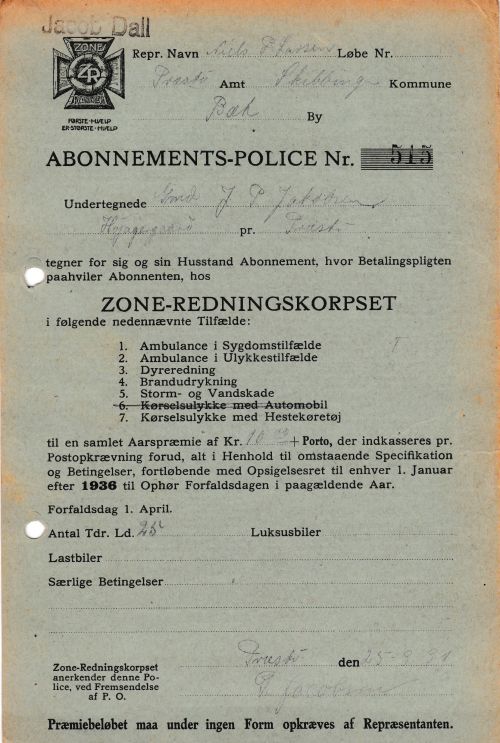 Jacob Dall
ZONE
ZR
Repr. Navn Niels P. Larsen Løbe Nr.
Præstø Amt Skibbinge Kommune
FØRSTE-HJÆLP
ER·STØRSTE·HJÆLP
Bæk By
ABONNEMENTS-POLICE Nr. 515
Undertegnede Gmd. J P Jakobsen
pr. Præstø
tegner for sig og sin Husstand Abonnement, hvor Betalingspligten
paahviler Abonnenten, hos
ZONE-REDNINGSKORPSET
i følgende nedennævnte Tilfælde:
1. Ambulance i Sygdomstilfælde
2. Ambulance i Ulykkestilfælde
3. Dyreredning
4. Brandudrykning
5. Storm- og Vandskade
6. Kørselsulykke med Automobil
7. Kørselsulykke med Hestekøretøj
til en samlet Aarspræmie af Kr. 10 + Porto, der indkasseres pr.
Postopkrævning forud, alt i Henhold til omstaaende Specifikation
og Betingelser, fortløbende med Opsigelsesret til enhver 1. Januar
efter 1936 til Ophør Forfaldsdagen i paagældende Aar.
Forfaldsdag 1. April.
Antal Tdr. Ld. 25 Luksusbiler
Lastbiler
Særlige Betingelser
Præstø den 25-9
Zone-Redningskorpset
anerkender denne Po-
lice, ved Fremsendelse
af P. O.
P. Jacobsen
Præmiebeløbet maa under ingen Form opkræves af Repræsentanten.